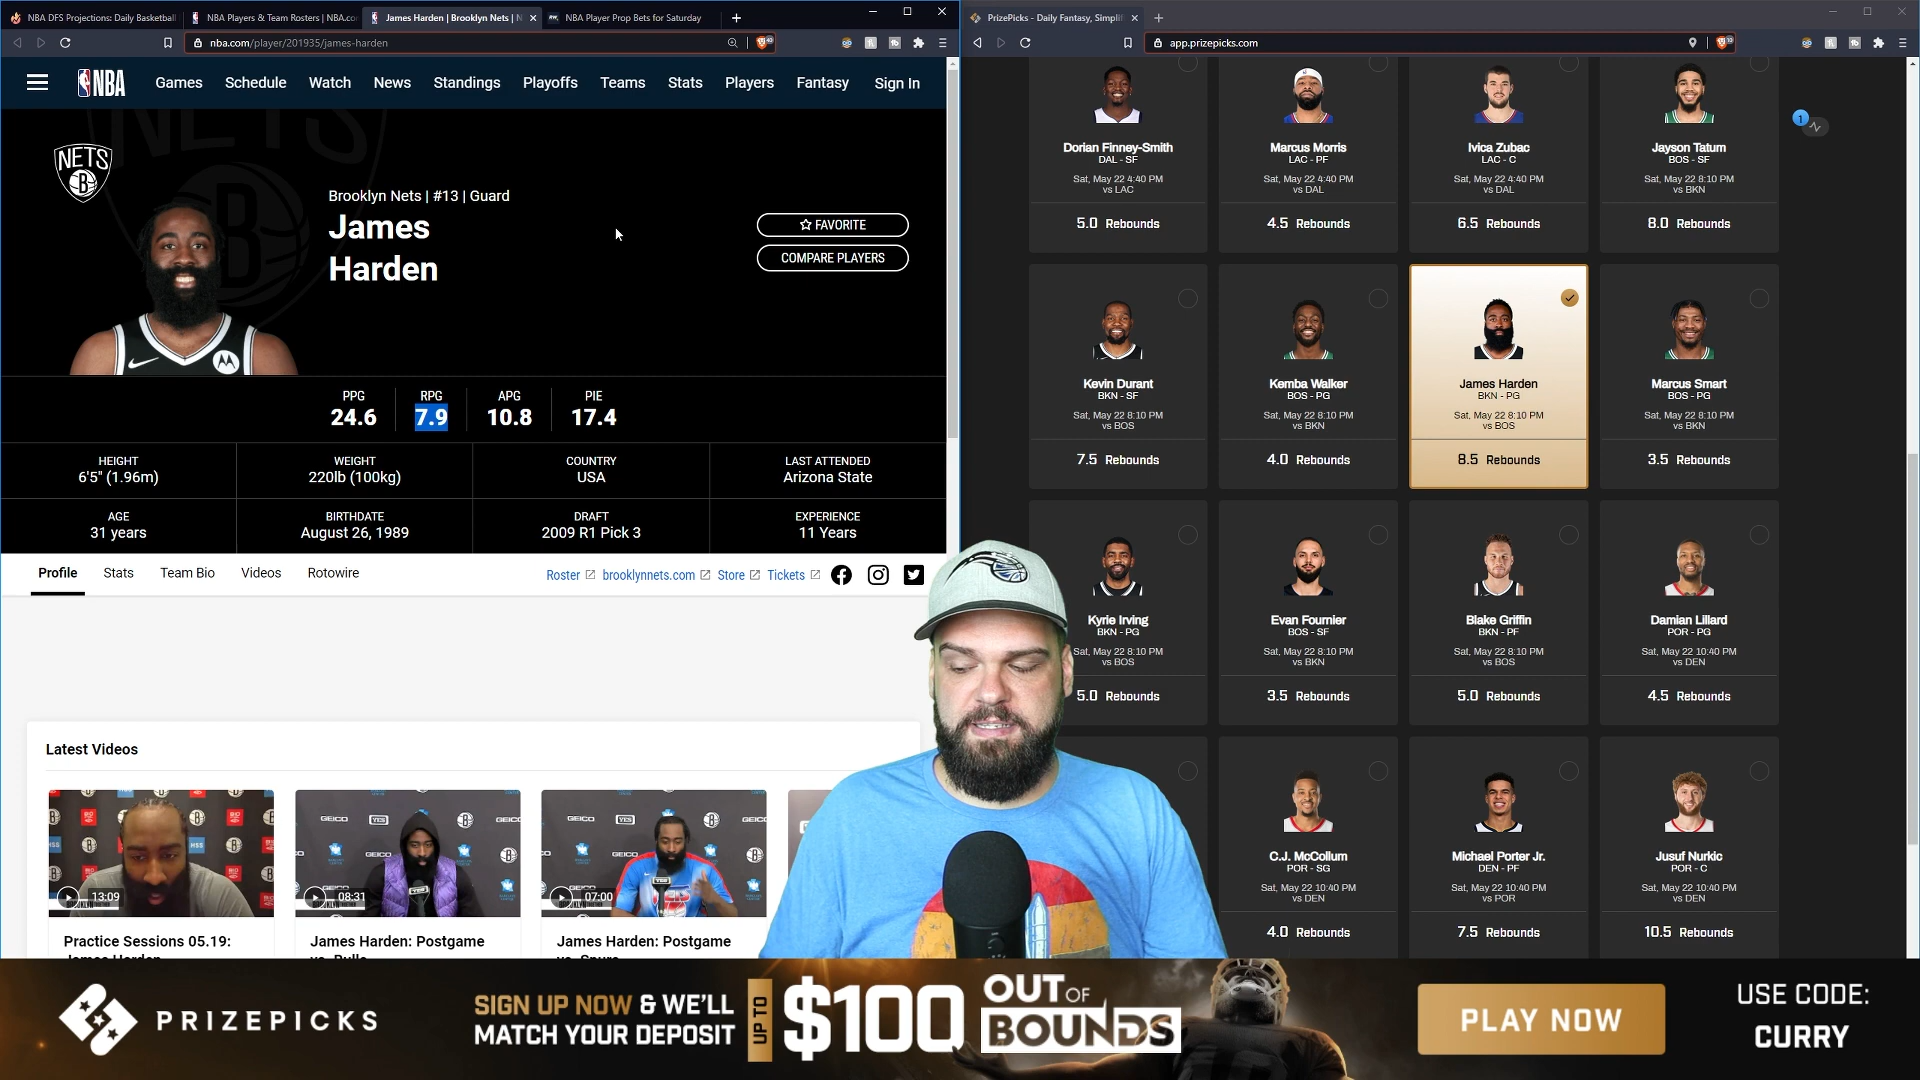 NBA DFS Projections: Daily Basketball
NBA Players & Team Rosters | NBA.co
James Harden | Brooklyn Nets | N
NBA Player Prop Bets for Saturday
nba.com/player/201935/james-harden
NBA
Games
Schedule
Watch
News
Standings
Playoffs
Teams
Stats
Players
Fantasy
Sign In
NETS
NETS
B
Brooklyn Nets | #13 | Guard
James
Harden
FAVORITE
COMPARE PLAYERS
PPG
24.6
RPG
7.9
APG
10.8
PIE
17.4
HEIGHT
6'5" (1.96m)
WEIGHT
220lb (100kg)
COUNTRY
USA
LAST ATTENDED
Arizona State
AGE
31 years
BIRTHDATE
August 26, 1989
DRAFT
2009 R1 Pick 3
EXPERIENCE
11 Years
Profile
Stats
Team Bio
Videos
Rotowire
Roster
brooklynnets.com
Store
Tickets
Latest Videos
13:09
Practice Sessions 05.19:
James Harden
GEICO
YES
08:31
James Harden: Postgame
vs. Bulls
GEICO
YES
07:00
James Harden: Postgame
vs. Spurs
PrizePicks - Daily Fantasy, Simplif
app.prizepicks.com
1
Dorian Finney-Smith
DAL - SF
Sat, May 22 4:40 PM
vs LAC
5.0 Rebounds
Marcus Morris
LAC - PF
Sat, May 22 4:40 PM
vs DAL
4.5 Rebounds
Ivica Zubac
LAC - C
Sat, May 22 4:40 PM
vs DAL
6.5 Rebounds
Jayson Tatum
BOS - SF
Sat, May 22 8:10 PM
vs BKN
8.0 Rebounds
Kevin Durant
BKN - SF
Sat, May 22 8:10 PM
vs BOS
7.5 Rebounds
Kemba Walker
BOS - PG
Sat, May 22 8:10 PM
vs BKN
4.0 Rebounds
James Harden
BKN - PG
Sat, May 22 8:10 PM
vs BOS
8.5 Rebounds
Marcus Smart
BOS - PG
Sat, May 22 8:10 PM
vs BKN
3.5 Rebounds
Kyrie Irving
BKN - PG
Sat, May 22 8:10 PM
vs BOS
5.0 Rebounds
Evan Fournier
BOS - SF
Sat, May 22 8:10 PM
vs BKN
3.5 Rebounds
Blake Griffin
BKN - PF
Sat, May 22 8:10 PM
vs BOS
5.0 Rebounds
Damian Lillard
POR - PG
Sat, May 22 10:40 PM
vs DEN
4.5 Rebounds
C.J. McCollum
POR - SG
Sat, May 22 10:40 PM
vs DEN
4.0 Rebounds
Michael Porter Jr.
DEN - PF
Sat, May 22 10:40 PM
vs POR
7.5 Rebounds
Jusuf Nurkic
POR - C
Sat, May 22 10:40 PM
vs DEN
10.5 Rebounds
PRIZEPICKS
SIGN UP NOW & WE'LL
MATCH YOUR DEPOSIT
UP TO
$100
OUT OF
BOUNDS
PLAY NOW
USE CODE:
CURRY